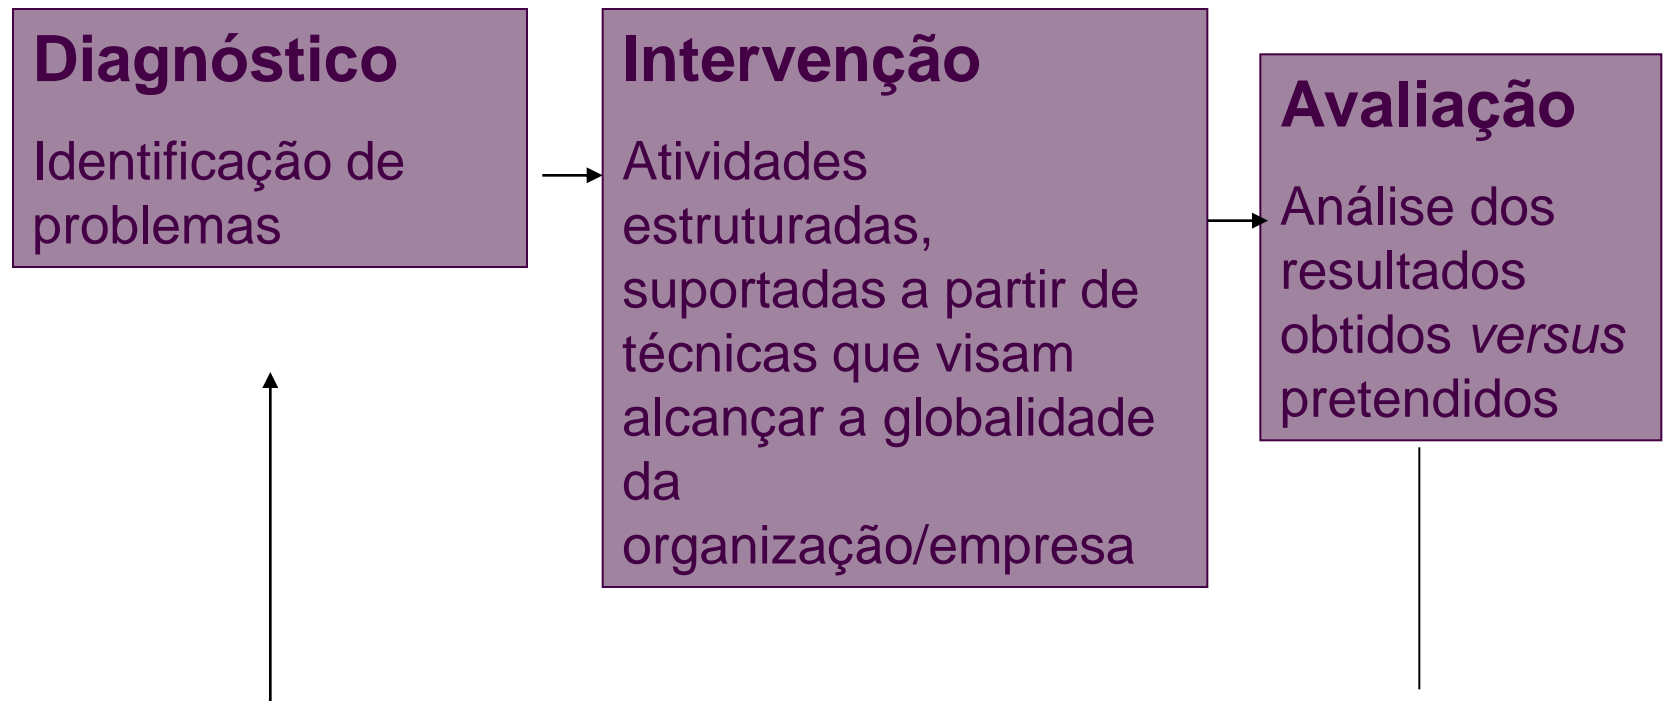 Diagnóstico
Identificação de
problemas
Intervenção
Atividades
estruturadas,
suportadas a partir de
técnicas que visam
alcançar a globalidade
da
organização/empresa
Avaliação
Análise dos
resultados
obtidos versus
pretendidos